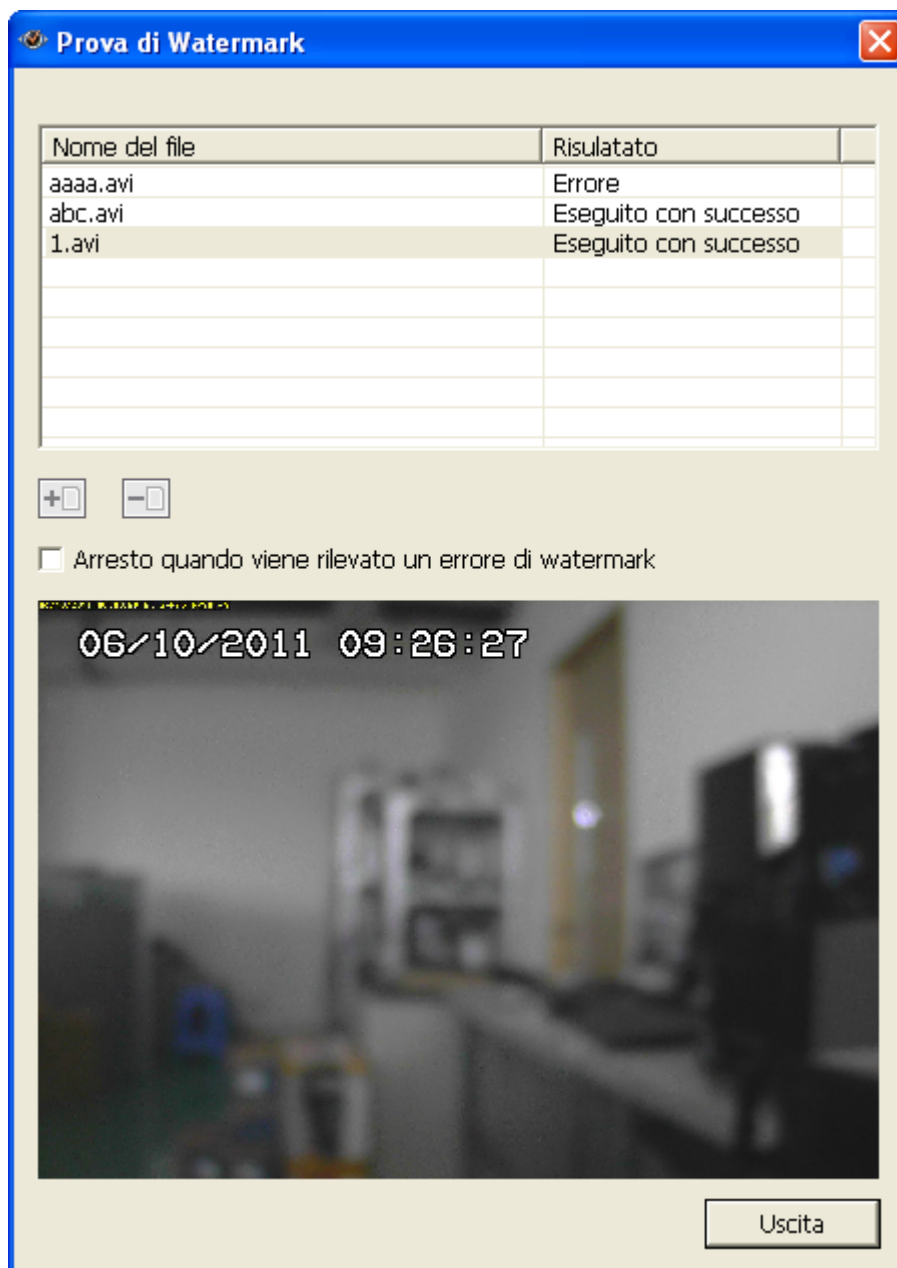 Prova di Watermark
Nome del file Risulatato
aaaa.avi Errore
abc.avi Eseguito con successo
1.avi Eseguito con successo
Arresto quando viene rilevato un errore di watermark
06/10/2011 09:26:27
Uscita